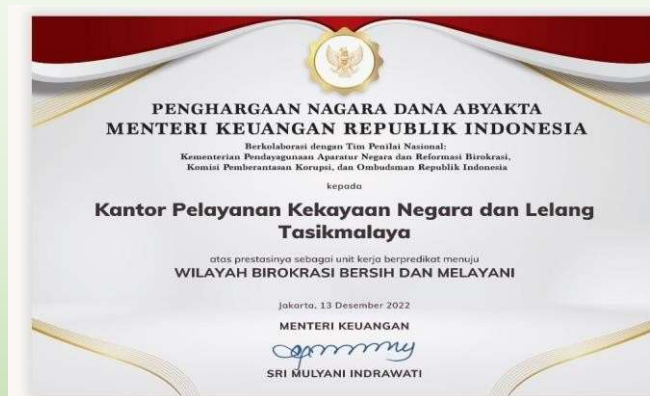 PENGHARGAAN NAGARA DANA ABYAKTA
MENTERI KEUANGAN REPUBLIK INDONESIA
Berkolaborasi dengan Tim Penilai Nasional:
Kementerian Pendayagunaan Aparatur Negara dan Reformasi Birokrasi,
Komisi Pemberantasan Korupsi, dan Ombudsman Republik Indonesia
kepada
Kantor Pelayanan Kekayaan Negara dan Lelang
Tasikmalaya
atas prestasinya sebagai unit kerja berpredikat menuju
WILAYAH BIROKRASI BERSIH DAN MELAYANI
Jakarta, 13 Desember 2022
MENTERI KEUANGAN
SRI MULYANI INDRAWATI